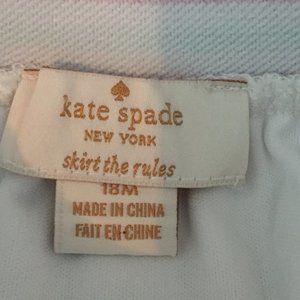 kate spade
NEW YORK
skirt the rules
18M
MADE IN CHINA
FAIT EN CHINE